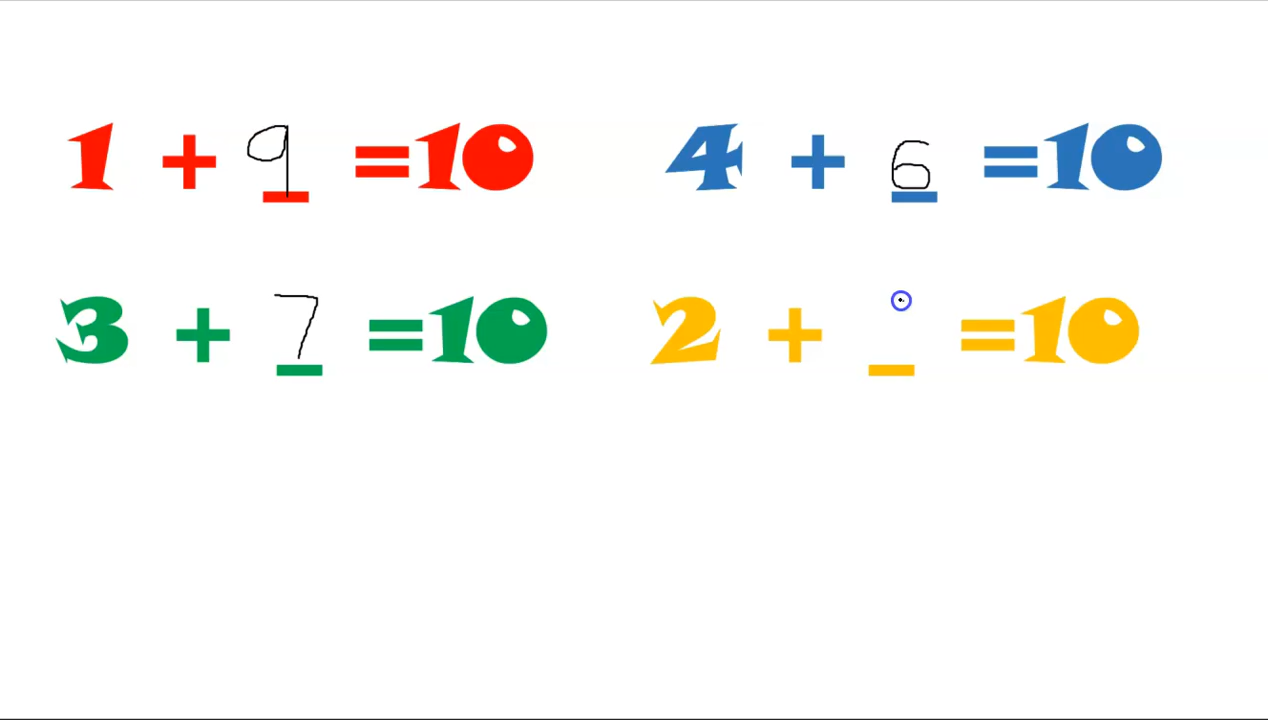 1 + 9 =10
4 + 6 =10
3 + 7 =10
2 + _ =10